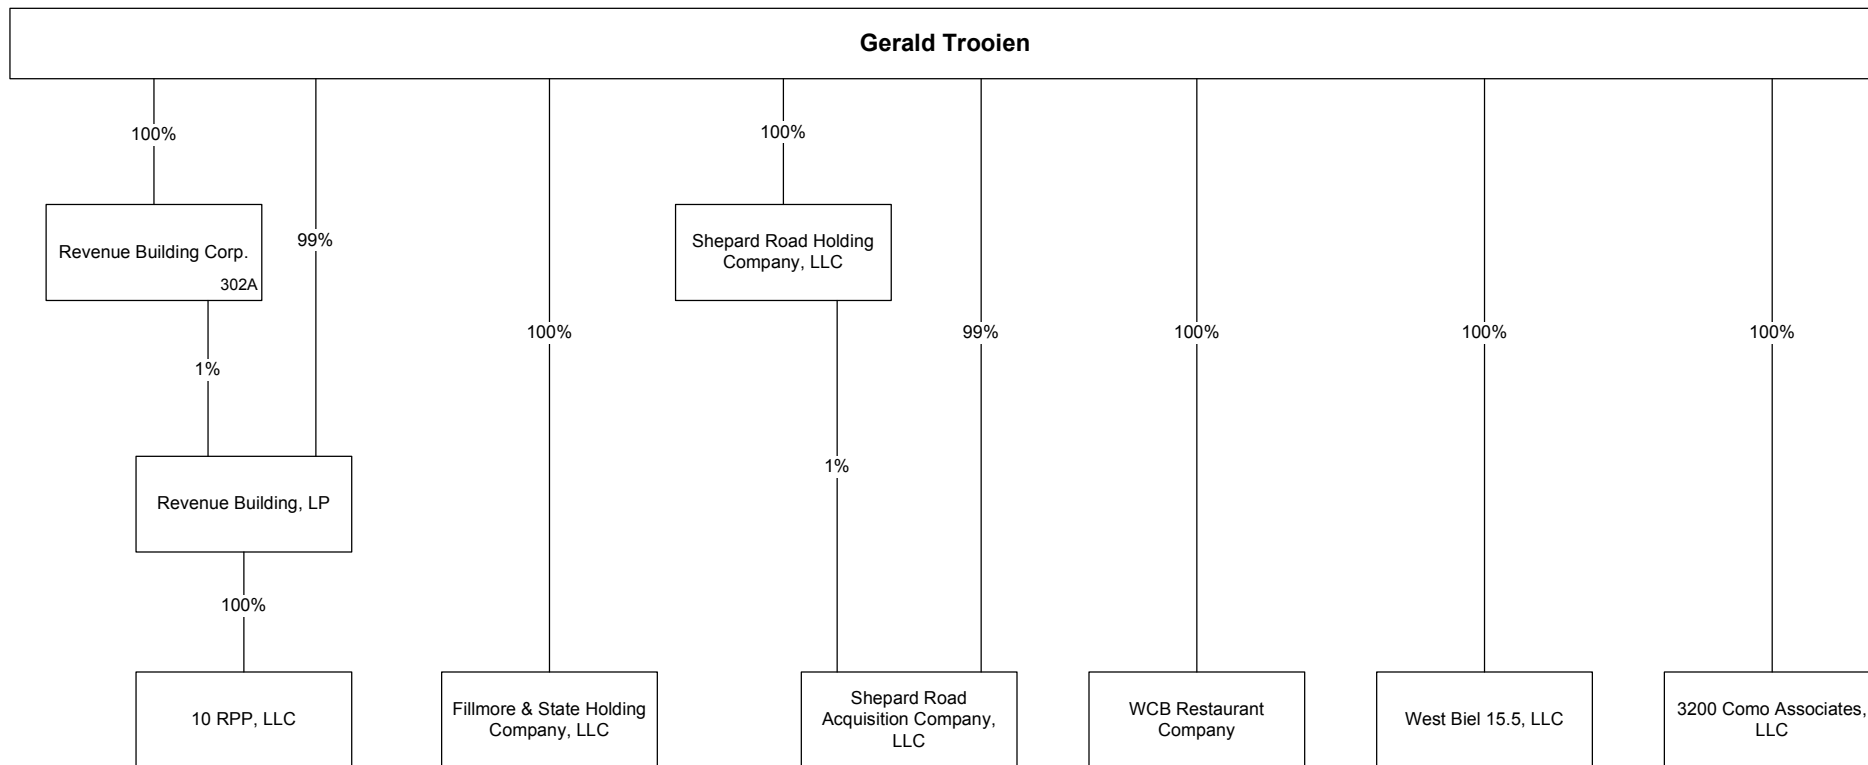 Gerald Trooien
100%
99%
100%
100%
99%
100%
100%
100%
Revenue Building Corp.
302A
Shepard Road Holding
Company, LLC
1%
1%
Revenue Building, LP
100%
10 RPP, LLC
Fillmore & State Holding
Company, LLC
Shepard Road
Acquisition Company,
LLC
WCB Restaurant
Company
West Biel 15.5, LLC
3200 Como Associates,
LLC